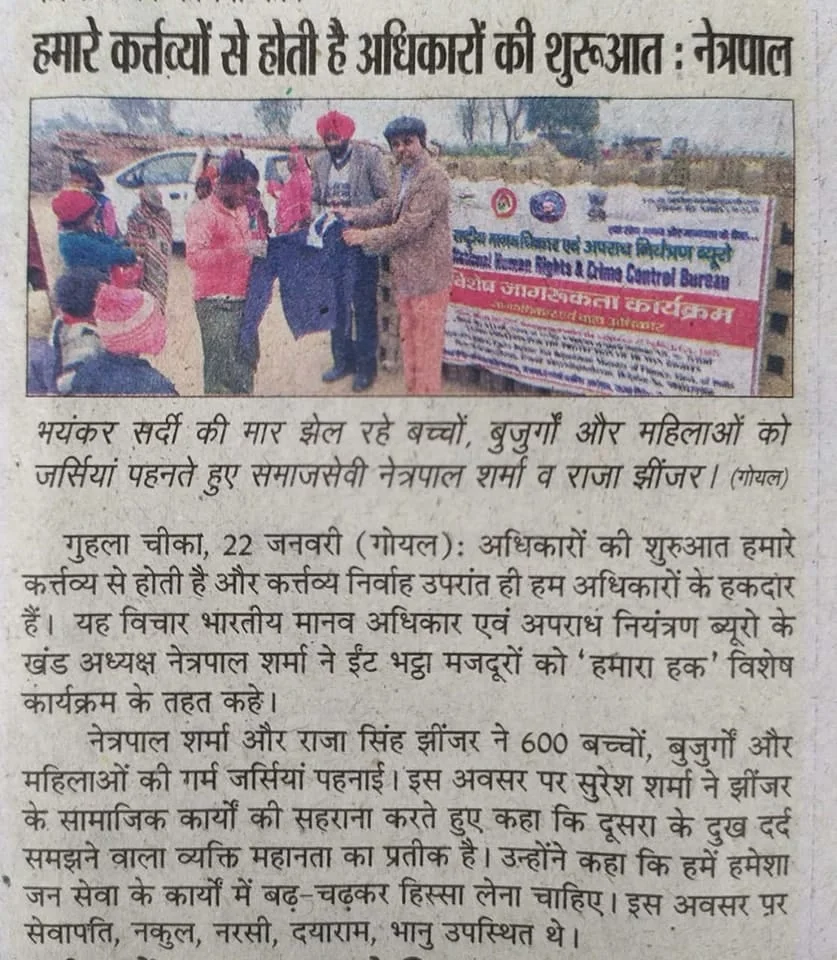 हमारे कर्त्तव्यों से होती है अधिकारों की शुरूआत : नेत्रपाल
राष्ट्रीय मानव अधिकार एवं अपराध नियंत्रण ब्यूरो
National Human Rights & Crime Control Bureau
विशेष जागरूकता कार्यक्रम
भयंकर सर्दी की मार झेल रहे बच्चों, बुजुर्गों और महिलाओं को
जर्सियां पहनते हुए समाजसेवी नेत्रपाल शर्मा व राजा झींजर। (गोयल)
गुहला चीका, 22 जनवरी (गोयल): अधिकारों की शुरुआत हमारे
कर्त्तव्य से होती है और कर्त्तव्य निर्वाह उपरांत ही हम अधिकारों के हकदार
हैं। यह विचार भारतीय मानव अधिकार एवं अपराध नियंत्रण ब्यूरो के
खंड अध्यक्ष नेत्रपाल शर्मा ने ईंट भट्ठा मजदूरों को ‘हमारा हक’ विशेष
कार्यक्रम के तहत कहे।
नेत्रपाल शर्मा और राजा सिंह झींजर ने 600 बच्चों, बुजुर्गों और
महिलाओं की गर्म जर्सियां पहनाई। इस अवसर पर सुरेश शर्मा ने झींजर
के सामाजिक कार्यों की सहराना करते हुए कहा कि दूसरा के दुख दर्द
समझने वाला व्यक्ति महानता का प्रतीक है। उन्होंने कहा कि हमें हमेशा
जन सेवा के कार्यों में बढ़-चढ़कर हिस्सा लेना चाहिए। इस अवसर पर
सेवापति, नकुल, नरसी, दयाराम, भानु उपस्थित थे।